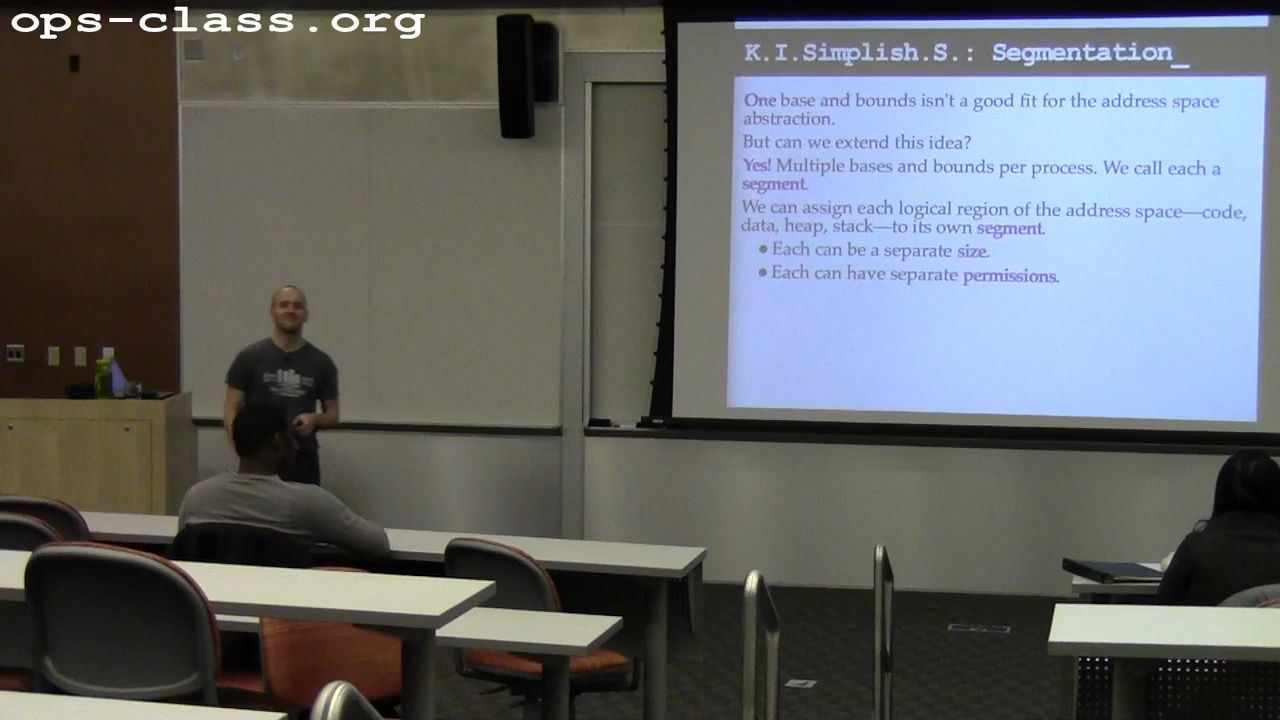 ops-class.org
K.I.Simplish.S.: Segmentation_
One base and bounds isn't a good fit for the address space
abstraction.
But can we extend this idea?
Yes! Multiple bases and bounds per process. We call each a
segment.
We can assign each logical region of the address space—code,
data, heap, stack—to its own segment.
● Each can be a separate size.
● Each can have separate permissions.